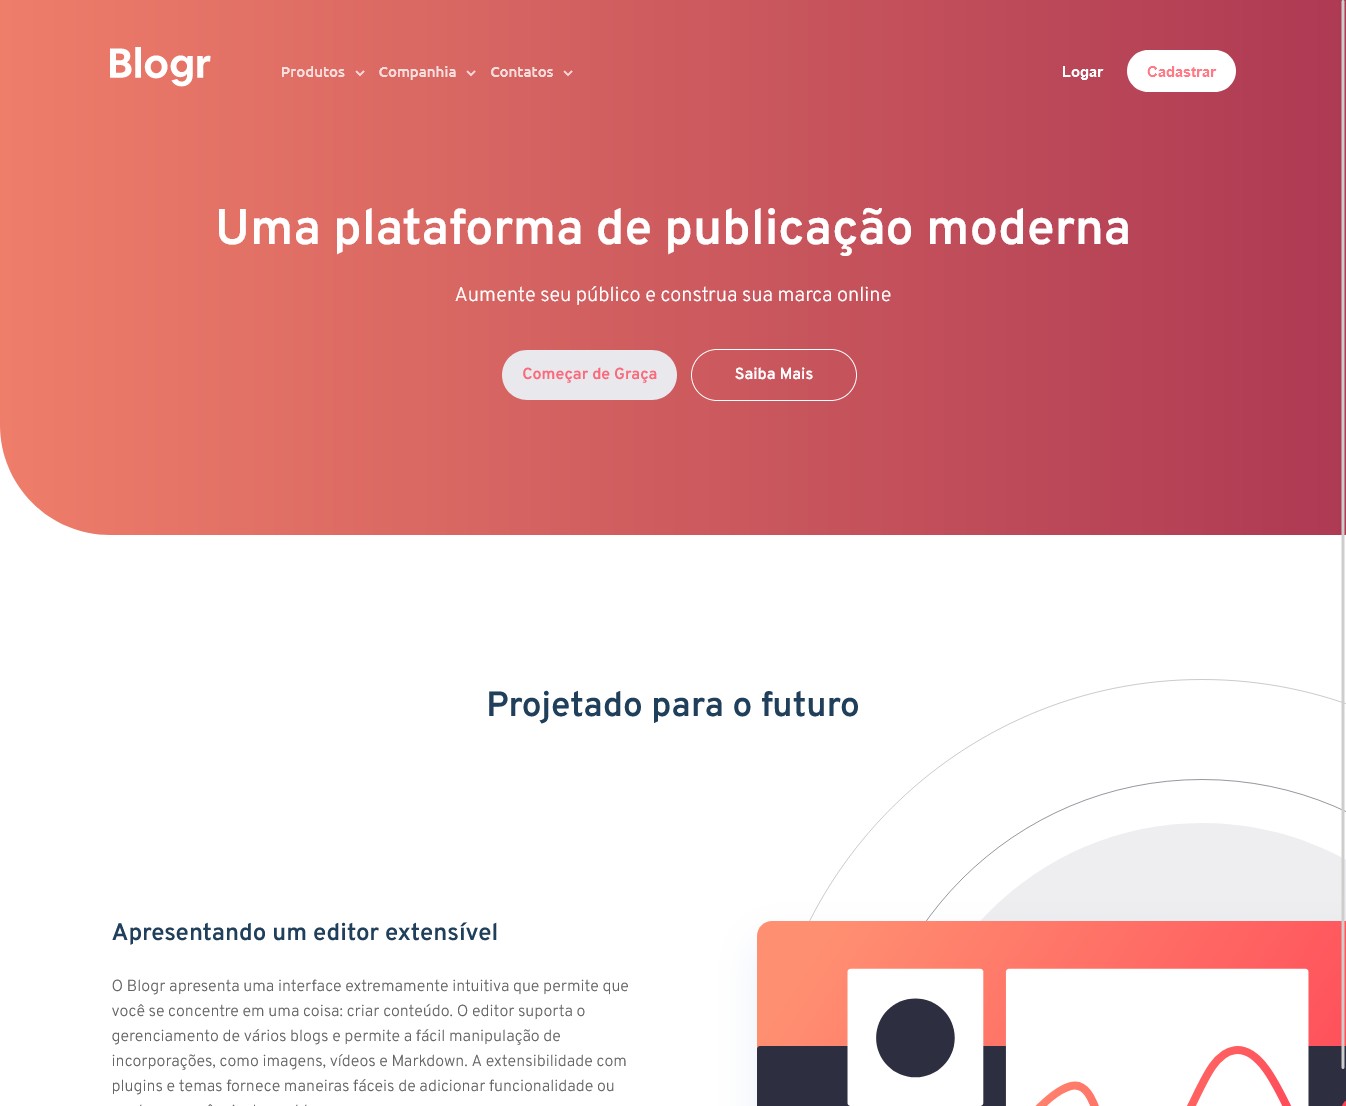 Blogr
Produtos Companhia Contatos
Logar Cadastrar
Uma plataforma de publicação moderna
Aumente seu público e construa sua marca online
Começar de Graça Saiba Mais
Projetado para o futuro
Apresentando um editor extensível
O Blogr apresenta uma interface extremamente intuitiva que permite que
você se concentre em uma coisa: criar conteúdo. O editor suporta o
gerenciamento de vários blogs e permite a fácil manipulação de
incorporações, como imagens, vídeos e Markdown. A extensibilidade com
plugins e temas fornece maneiras fáceis de adicionar funcionalidade ou